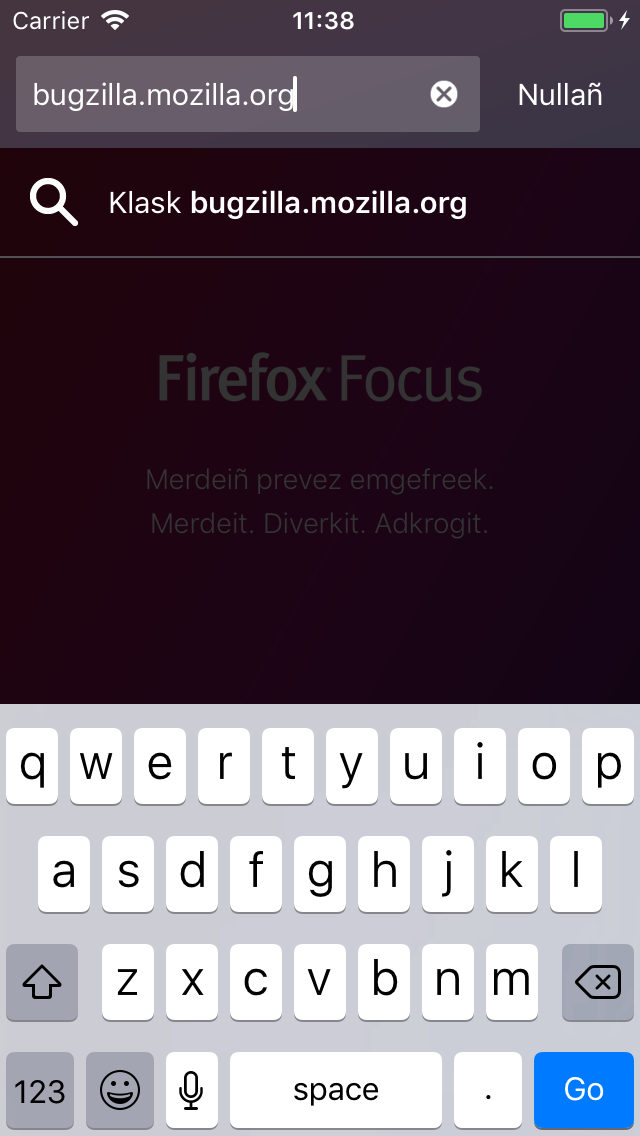 Carrier 11:38
bugzilla.mozilla.org Nullañ
Klask bugzilla.mozilla.org
Firefox Focus
Merdeiñ prevez emgefreek.
Merdeit. Diverkit. Adkrogit.
q w e r t y u i o p
a s d f g h j k l
z x c v b n m
123 space . Go